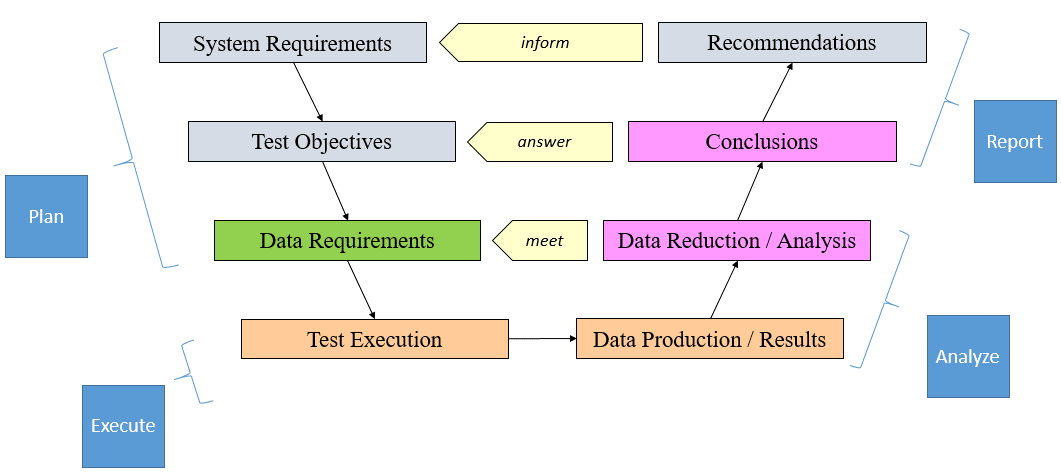 System Requirements
inform
Recommendations
Test Objectives
answer
Conclusions
Report
Plan
Data Requirements
meet
Data Reduction / Analysis
Test Execution
Data Production / Results
Analyze
Execute